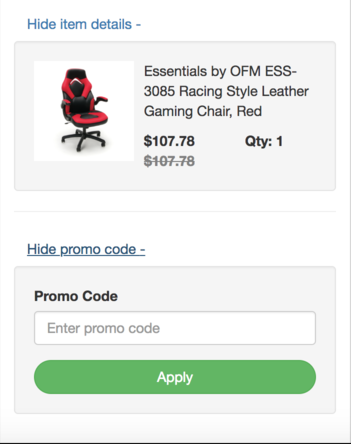 Hide item details -
Essentials by OFM ESS-
3085 Racing Style Leather
Gaming Chair, Red
$107.78 Qty: 1
$107.78
Hide promo code -
Promo Code
Enter promo code
Apply